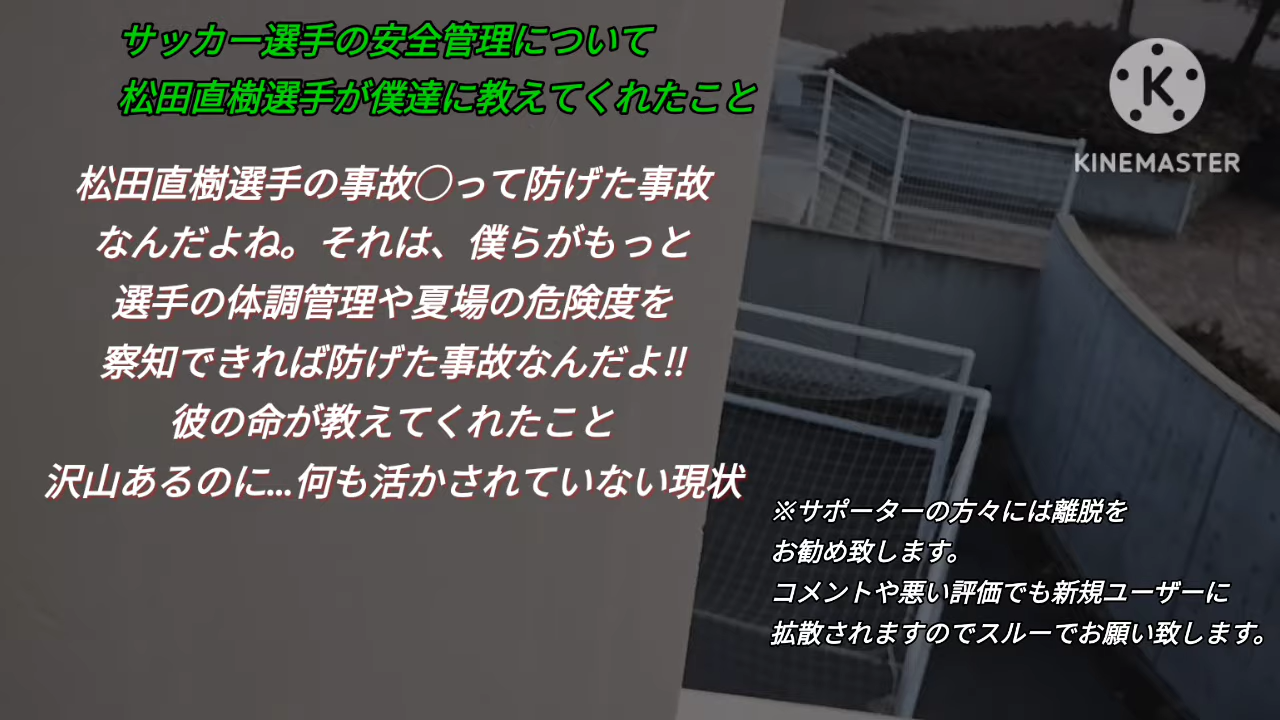 サッカー選手の安全管理について
松田直樹選手が僕達に教えてくれたこと
松田直樹選手の事故◯って防げた事故
なんだよね。それは、僕らがもっと
選手の体調管理や夏場の危険度を
察知できれば防げた事故なんだよ!!
彼の命が教えてくれたこと
沢山あるのに...何も活かされていない現状
K
KINEMASTER
※サポーターの方々には離脱を
お勧め致します。
コメントや悪い評価でも新規ユーザーに
拡散されますのでスルーでお願い致します。